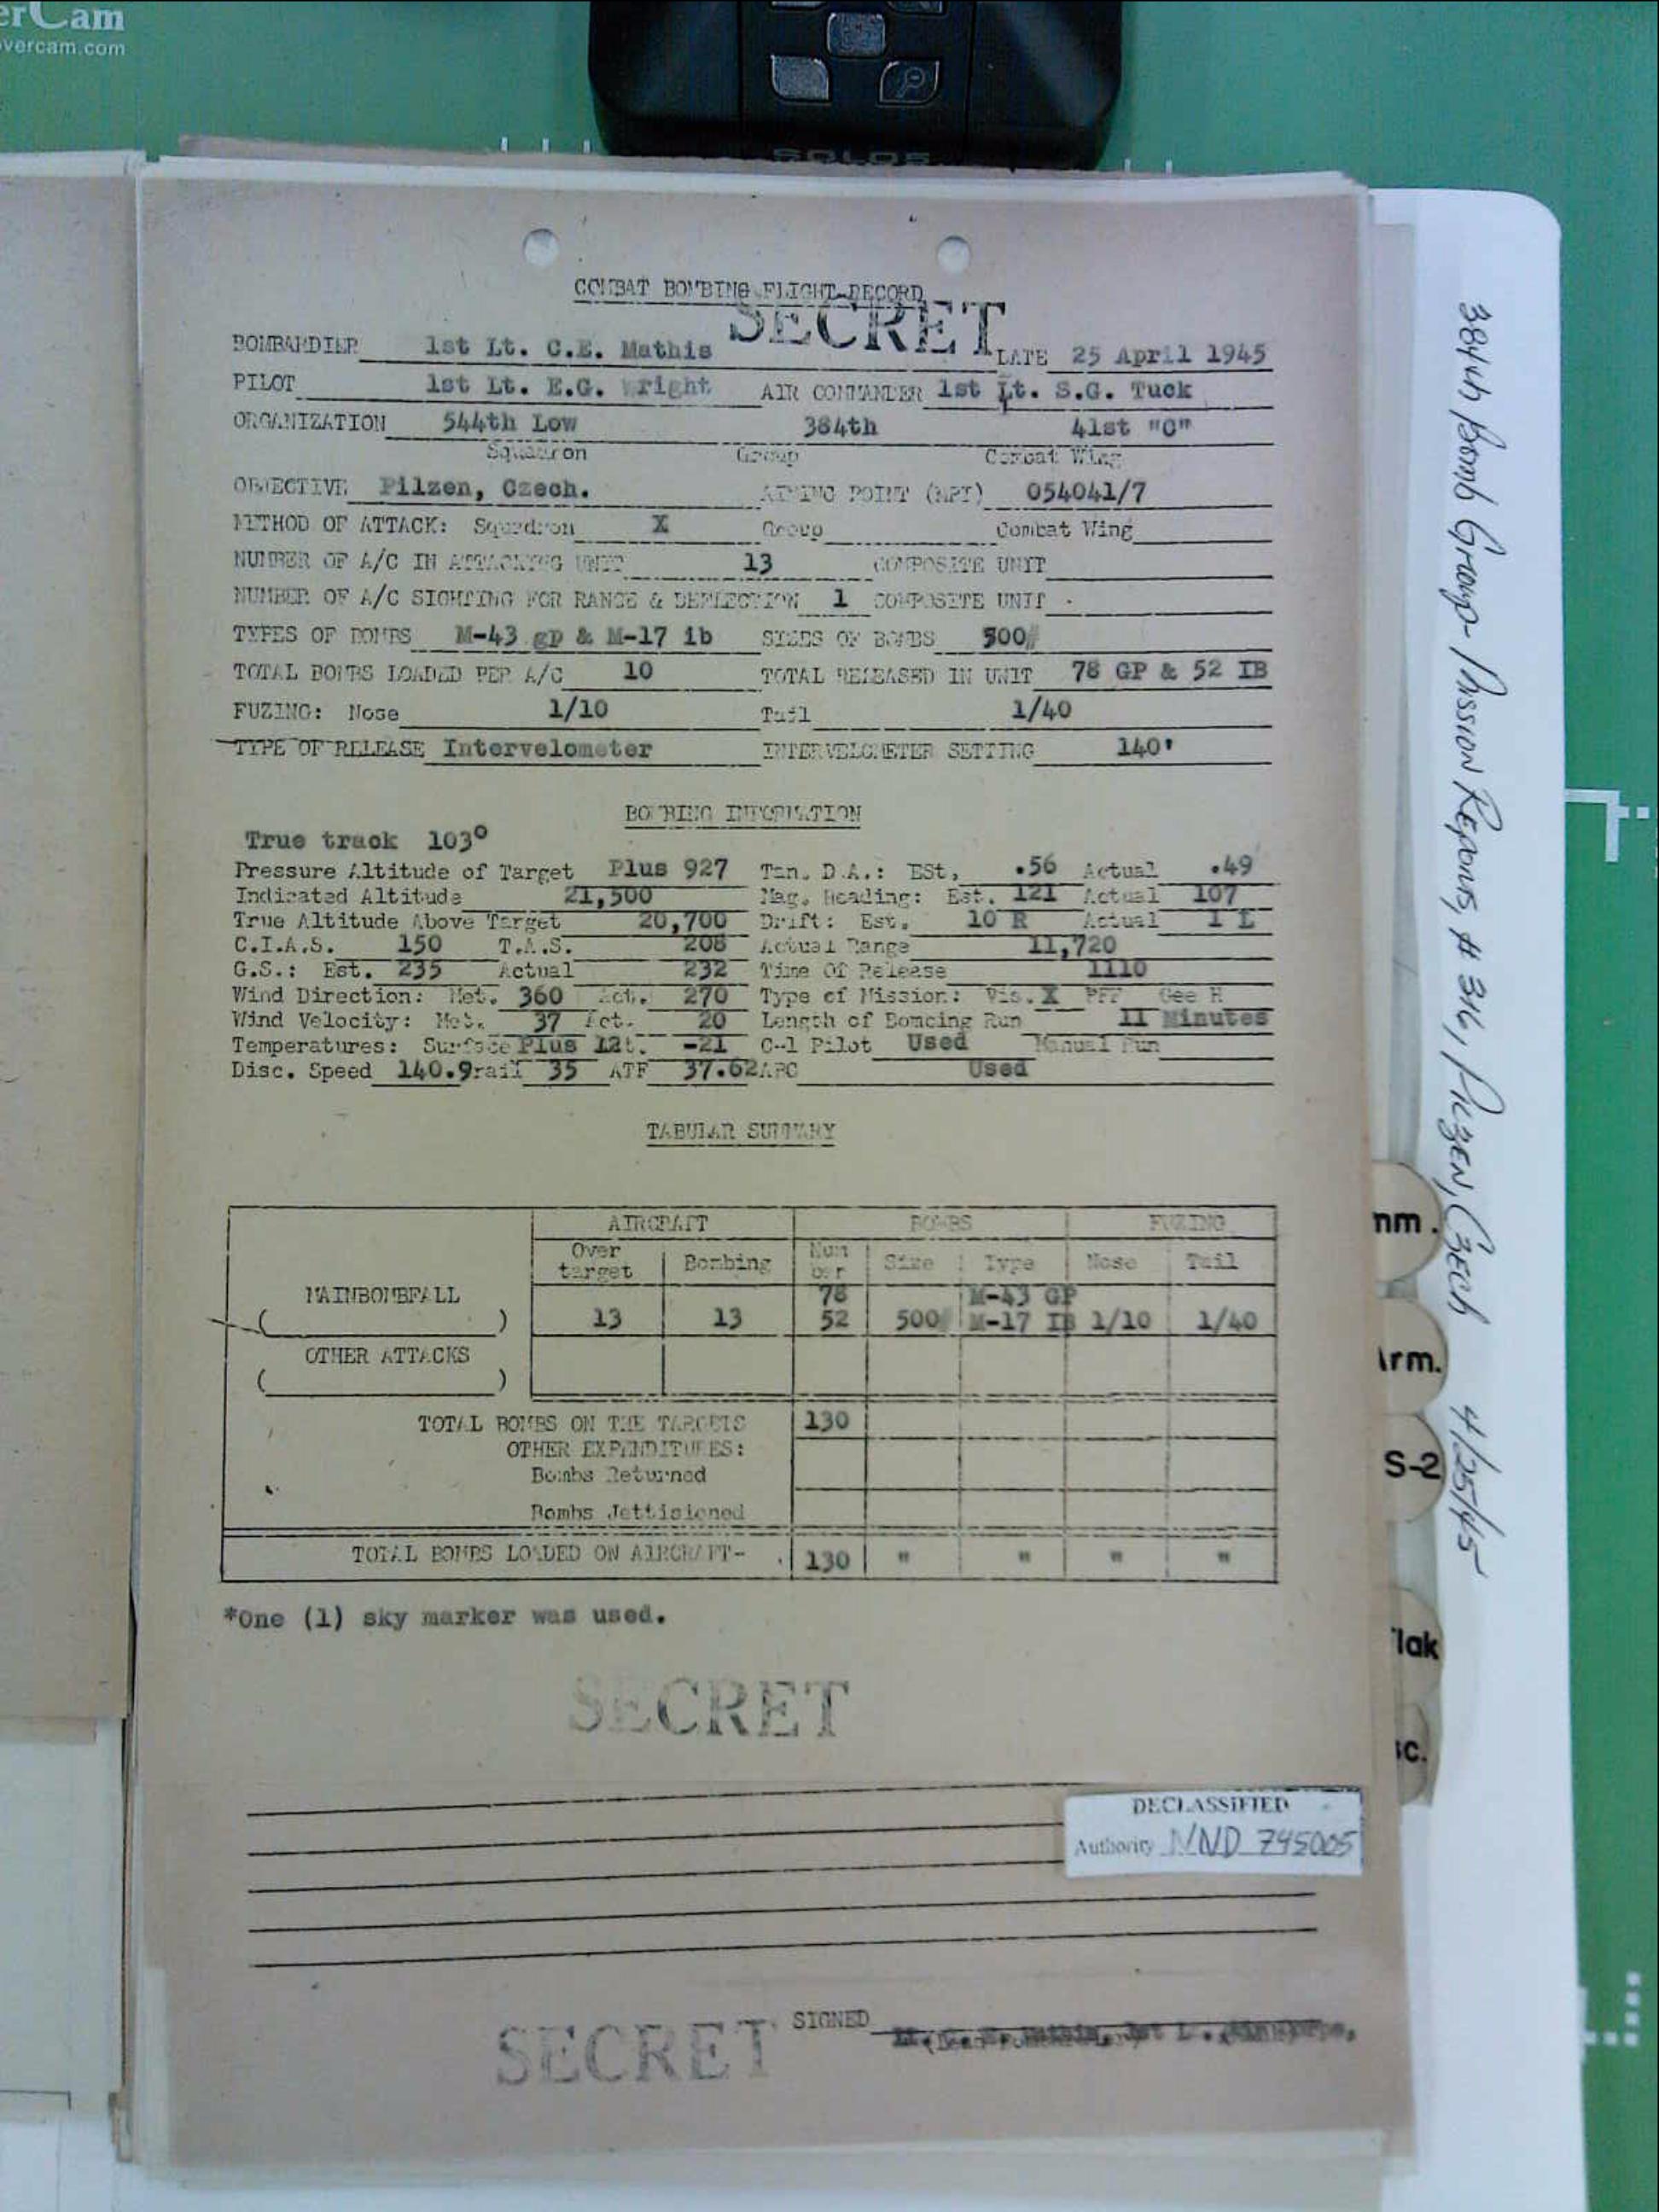 erCam
overcam.com
COMBAT BOMBING FLIGHT RECORD
SECRET
BOMBARDIER 1st Lt. C.E. Mathis DATE 25 April 1945
PILOT 1st Lt. E.G. Wright AIR COMMANDER 1st Lt. S.G. Tuck
ORGANIZATION 544th Low 384th 41st "C"
Squadron Group Combat Wing
OBJECTIVE Pilzen, Czech. AIMING POINT (MPI) 054041/7
METHOD OF ATTACK: Squadron X Group Combat Wing
NUMBER OF A/C IN ATTACKING UNIT 13 COMPOSITE UNIT
NUMBER OF A/C SIGHTING FOR RANGE & DEFLECTION 1 COMPOSITE UNIT
TYPES OF BOMBS M-43 gp & M-17 ib SIZES OF BOMBS 500#
TOTAL BOMBS LOADED PER A/C 10 TOTAL RELEASED IN UNIT 78 GP & 52 IB
FUZING: Nose 1/10 Tail 1/40
TYPE OF RELEASE Intervelometer INTERVELOMETER SETTING 140'
BOMBING INFORMATION
True track 103°
Pressure Altitude of Target Plus 927 Tan. D.A.: ESt, .56 Actual .49
Indicated Altitude 21,500 Mag. Heading: Est. 121 Actual 107
True Altitude Above Target 20,700 Drift: Est. 10 R Actual 1 L
C.I.A.S. 150 T.A.S. 208 Actual Range 11,720
G.S.: Est. 235 Actual 232 Time Of Release 1110
Wind Direction: Met. 360 Act. 270 Type of Mission: Vis. X PFF Gee H
Wind Velocity: Met. 37 Act. 20 Length of Bombing Run 11 Minutes
Temperatures: Surface Plus 12t. -21 C-1 Pilot Used Manual Run
Disc. Speed 140.9rail 35 ATF 37.62AFC Used
TABULAR SUMMARY
AIRCRAFT BOMBS FUZING
Over target Bombing Number Size Type Nose Tail
MAINBOMBFALL 78 M-43 GP
( ) 13 13 52 500# M-17 IB 1/10 1/40
OTHER ATTACKS
( )
TOTAL BOMBS ON THE TARGETS 130
OTHER EXPENDITURES:
Bombs Returned
Bombs Jettisioned
TOTAL BOMBS LOADED ON AIRCRAFT- 130 " " " "
*One (1) sky marker was used.
SECRET
DECLASSIFIED
Authority NND 745005
SIGNED
SECRET
384th Bomb Group- Mission Reports, # 316, Pilzen, Czech 4/25/45
mm.
Arm.
S-2
lak
sc.